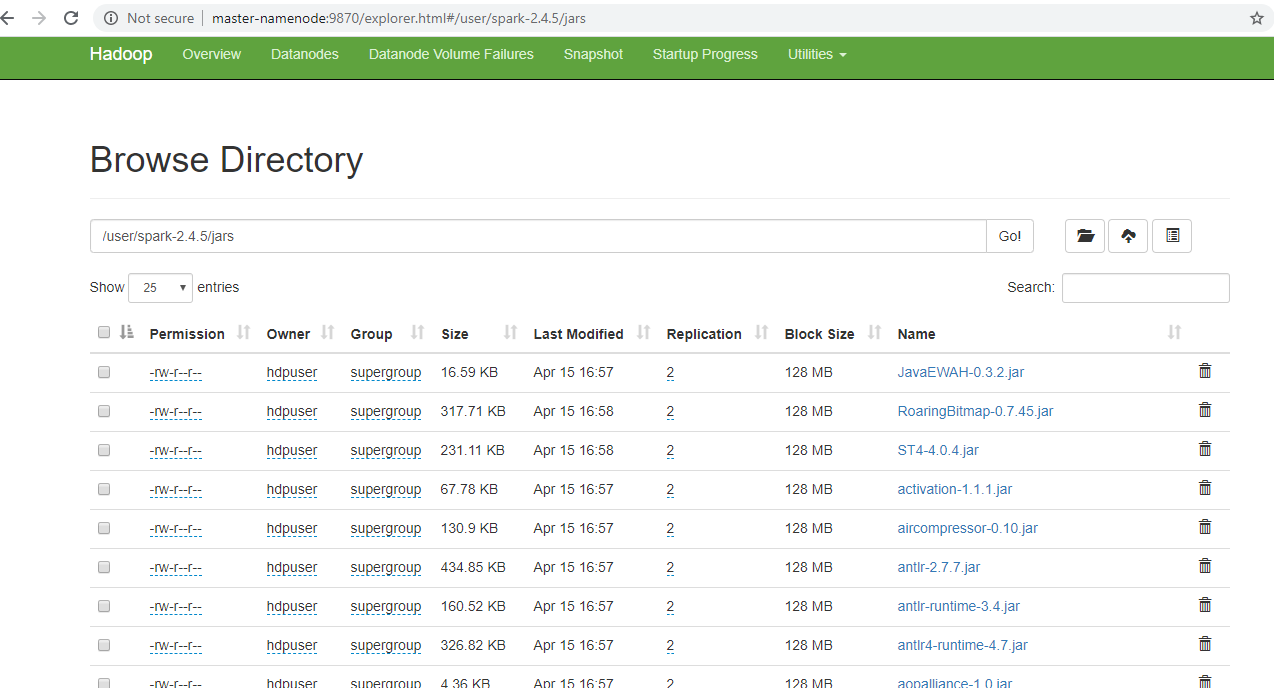 Not secure master-namenode:9870/explorer.html#/user/spark-2.4.5/jars
Hadoop Overview Datanodes Datanode Volume Failures Snapshot Startup Progress Utilities
Browse Directory
/user/spark-2.4.5/jars Go!
Show 25 entries Search:
Permission Owner Group Size Last Modified Replication Block Size Name
-rw-r--r-- hdpuser supergroup 16.59 KB Apr 15 16:57 2 128 MB JavaEWAH-0.3.2.jar
-rw-r--r-- hdpuser supergroup 317.71 KB Apr 15 16:58 2 128 MB RoaringBitmap-0.7.45.jar
-rw-r--r-- hdpuser supergroup 231.11 KB Apr 15 16:58 2 128 MB ST4-4.0.4.jar
-rw-r--r-- hdpuser supergroup 67.78 KB Apr 15 16:57 2 128 MB activation-1.1.1.jar
-rw-r--r-- hdpuser supergroup 130.9 KB Apr 15 16:57 2 128 MB aircompressor-0.10.jar
-rw-r--r-- hdpuser supergroup 434.85 KB Apr 15 16:57 2 128 MB antlr-2.7.7.jar
-rw-r--r-- hdpuser supergroup 160.52 KB Apr 15 16:57 2 128 MB antlr-runtime-3.4.jar
-rw-r--r-- hdpuser supergroup 326.82 KB Apr 15 16:57 2 128 MB antlr4-runtime-4.7.jar
-rw-r--r-- hdpuser supergroup 4.36 KB Apr 15 16:57 2 128 MB aopalliance-1.0.jar